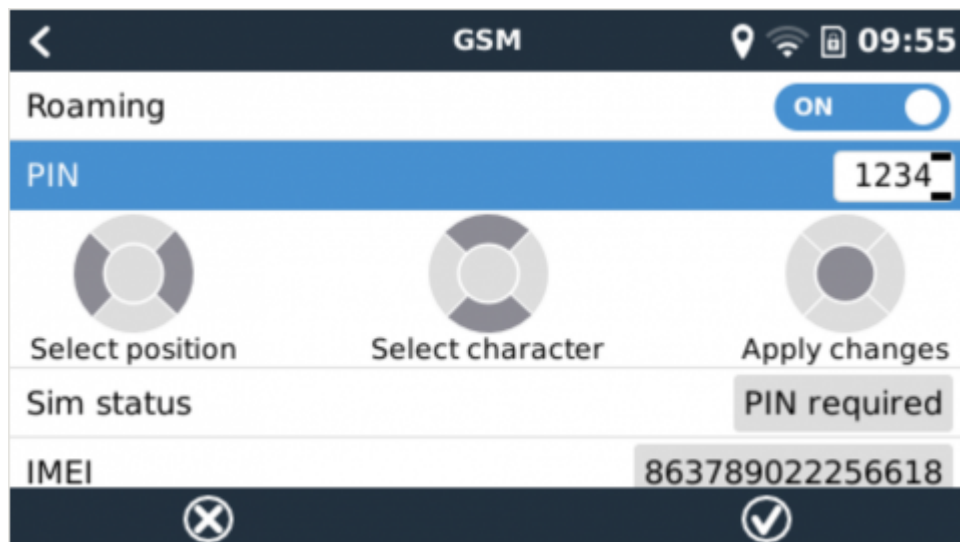 GSM 09:55
Roaming ON
PIN 1234
Select position Select character Apply changes
Sim status PIN required
IMEI 863789022256618